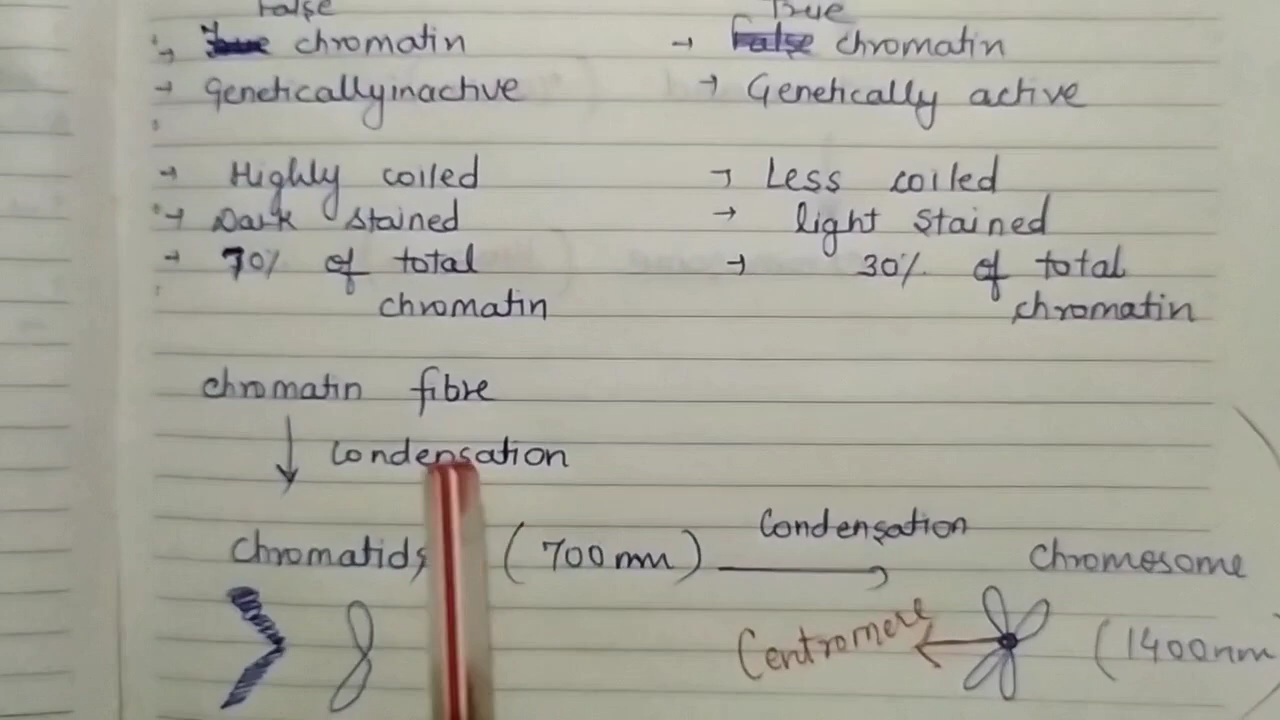 False True
chromatin → chromatin
→ Genetically inactive → Genetically active
→ Highly coiled → Less coiled
→ Dark stained → light stained
→ 70% of total → 30% of total
chromatin chromatin
chromatin fibre
↓ Condensation
Chromatids (700nm) Condensation → Chromosome
Centromere (1400nm